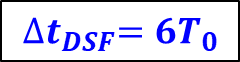 Δt_DSF = 6T_0